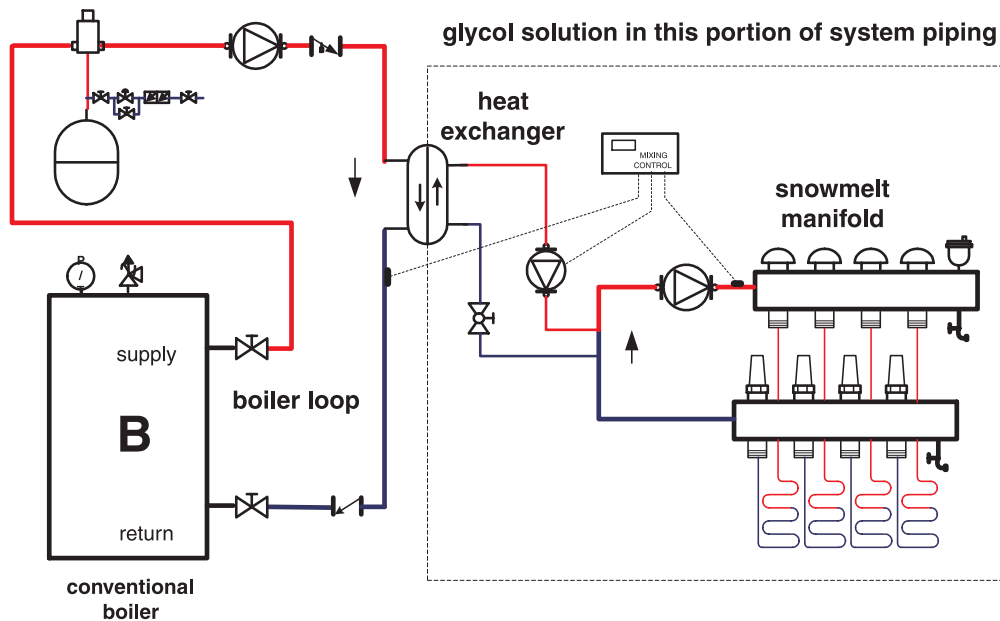 glycol solution in this portion of system piping
heat
exchanger
MIXING
CONTROL
snowmelt
manifold
P
/
T
supply
boiler loop
B
return
conventional
boiler